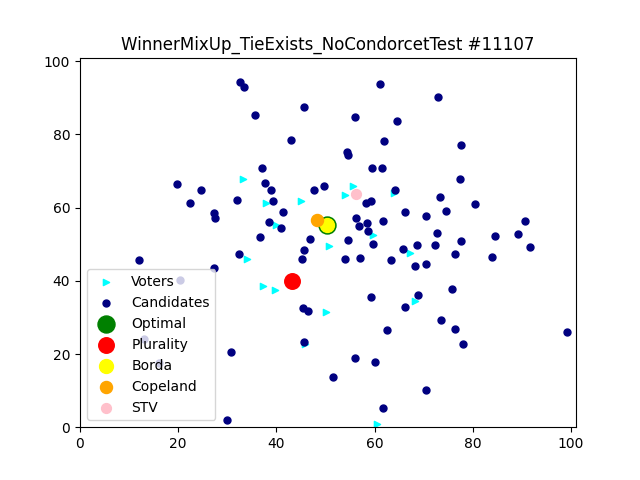 WinnerMixUp_TieExists_NoCondorcetTest #11107
100
80
60
40
20
0
Voters
Candidates
Optimal
Plurality
Borda
Copeland
STV
0 20 40 60 80 100